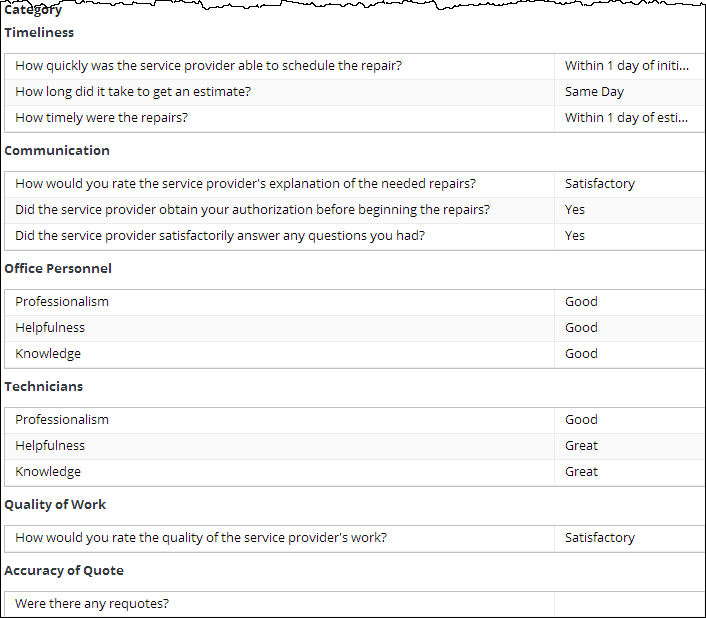 Category
Timeliness
How quickly was the service provider able to schedule the repair? Within 1 day of initi...
How long did it take to get an estimate? Same Day
How timely were the repairs? Within 1 day of esti...
Communication
How would you rate the service provider's explanation of the needed repairs? Satisfactory
Did the service provider obtain your authorization before beginning the repairs? Yes
Did the service provider satisfactorily answer any questions you had? Yes
Office Personnel
Professionalism Good
Helpfulness Good
Knowledge Good
Technicians
Professionalism Good
Helpfulness Great
Knowledge Great
Quality of Work
How would you rate the quality of the service provider's work? Satisfactory
Accuracy of Quote
Were there any requotes?